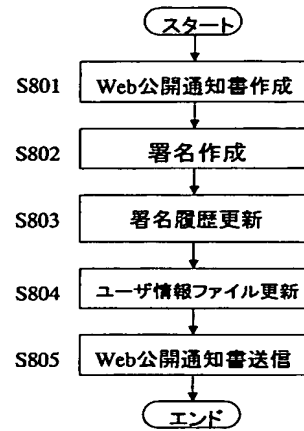 スタート
S801 Web公開通知書作成
S802 署名作成
S803 署名履歴更新
S804 ユーザ情報ファイル更新
S805 Web公開通知書送信
エンド